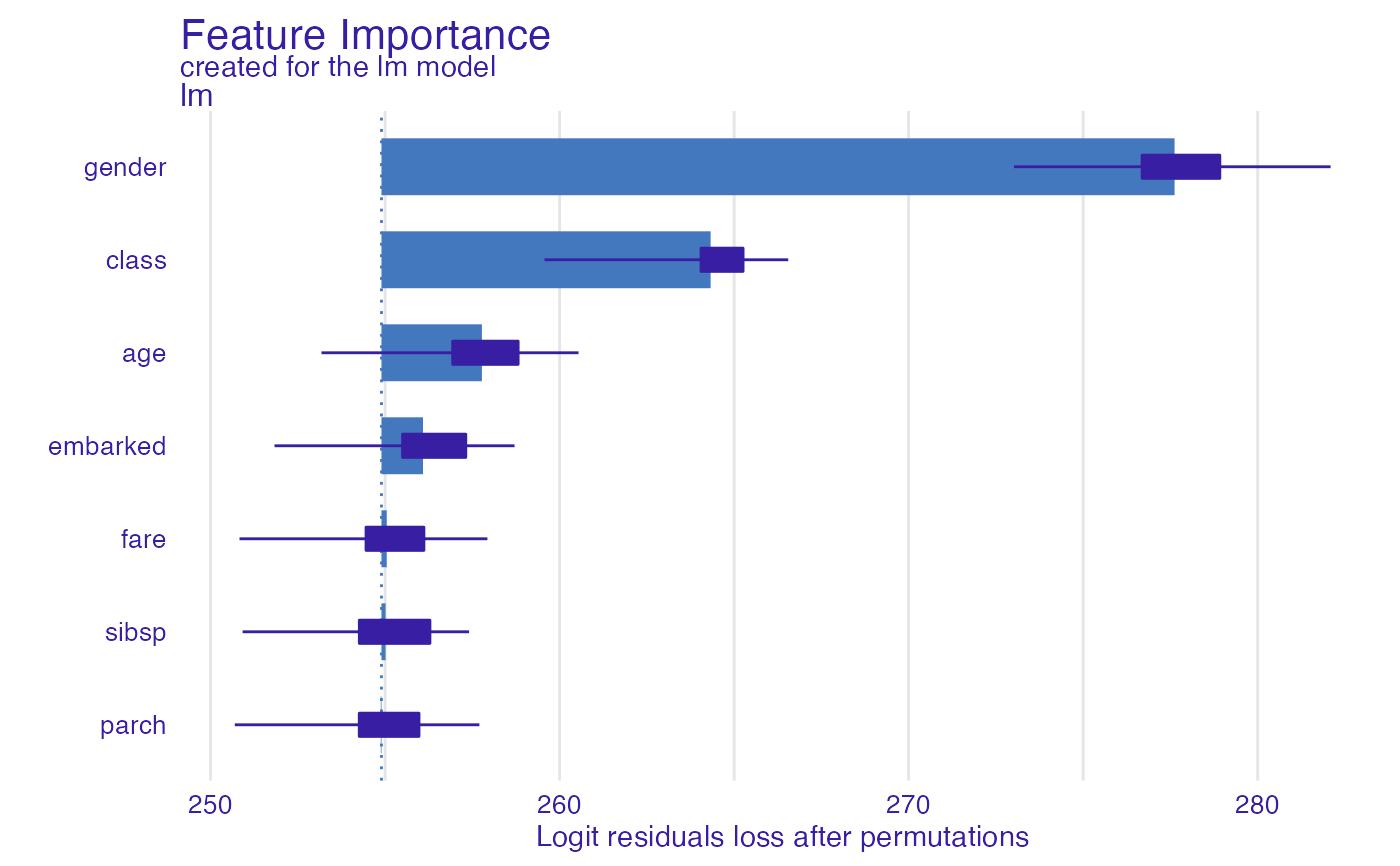 Feature Importance
created for the lm model
lm
gender
class
age
embarked
fare
sibsp
parch
250 260 270 280
Logit residuals loss after permutations